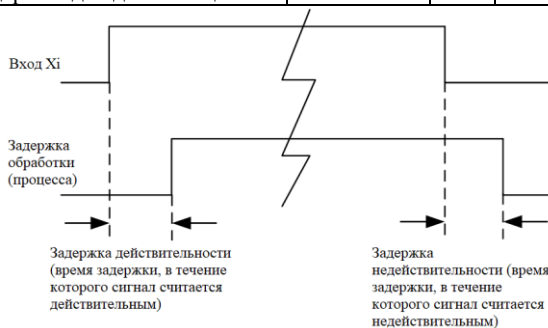 Вход Xi
Задержка
обработки
(процесса)
Задержка действительности
(время задержки, в течение
которого сигнал считается
действительным)
Задержка
недействительности (время
задержки, в течение
которого сигнал считается
недействительным)